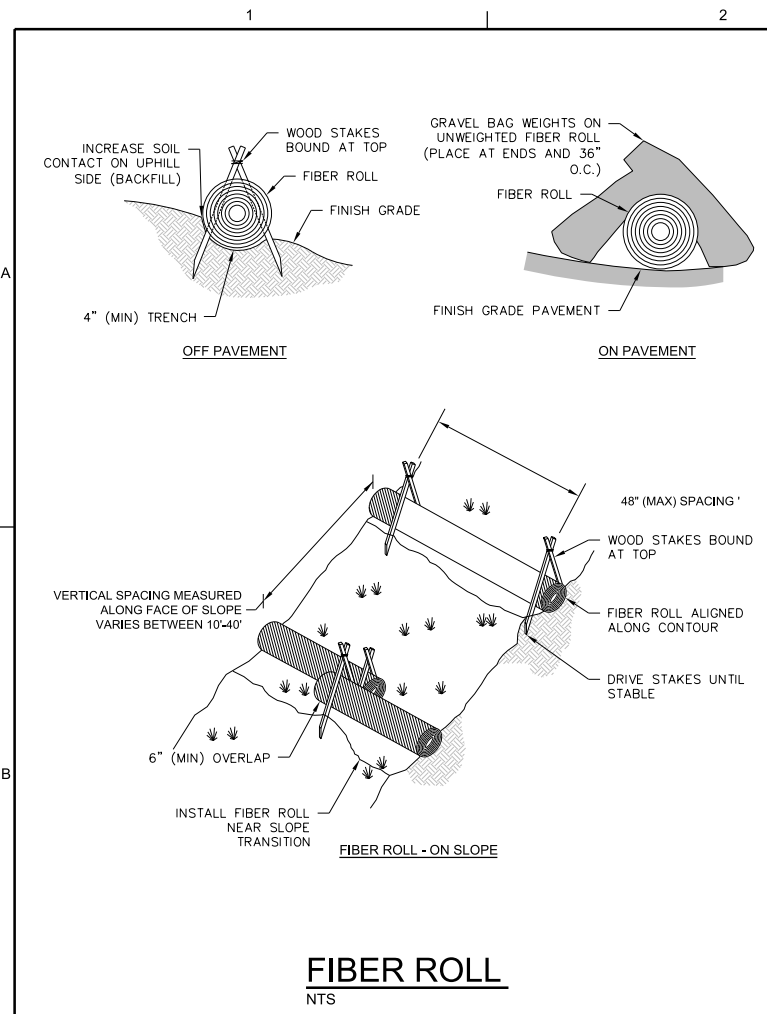 1
2
A
B
INCREASE SOIL
CONTACT ON UPHILL
SIDE (BACKFILL)
WOOD STAKES
BOUND AT TOP
FIBER ROLL
FINISH GRADE
4" (MIN) TRENCH
OFF PAVEMENT
GRAVEL BAG WEIGHTS ON
UNWEIGHTED FIBER ROLL
(PLACE AT ENDS AND 36"
O.C.)
FIBER ROLL
FINISH GRADE PAVEMENT
ON PAVEMENT
48" (MAX) SPACING '
WOOD STAKES BOUND
AT TOP
VERTICAL SPACING MEASURED
ALONG FACE OF SLOPE
VARIES BETWEEN 10'-40'
FIBER ROLL ALIGNED
ALONG CONTOUR
DRIVE STAKES UNTIL
STABLE
6" (MIN) OVERLAP
INSTALL FIBER ROLL
NEAR SLOPE
TRANSITION
FIBER ROLL - ON SLOPE
FIBER ROLL
NTS